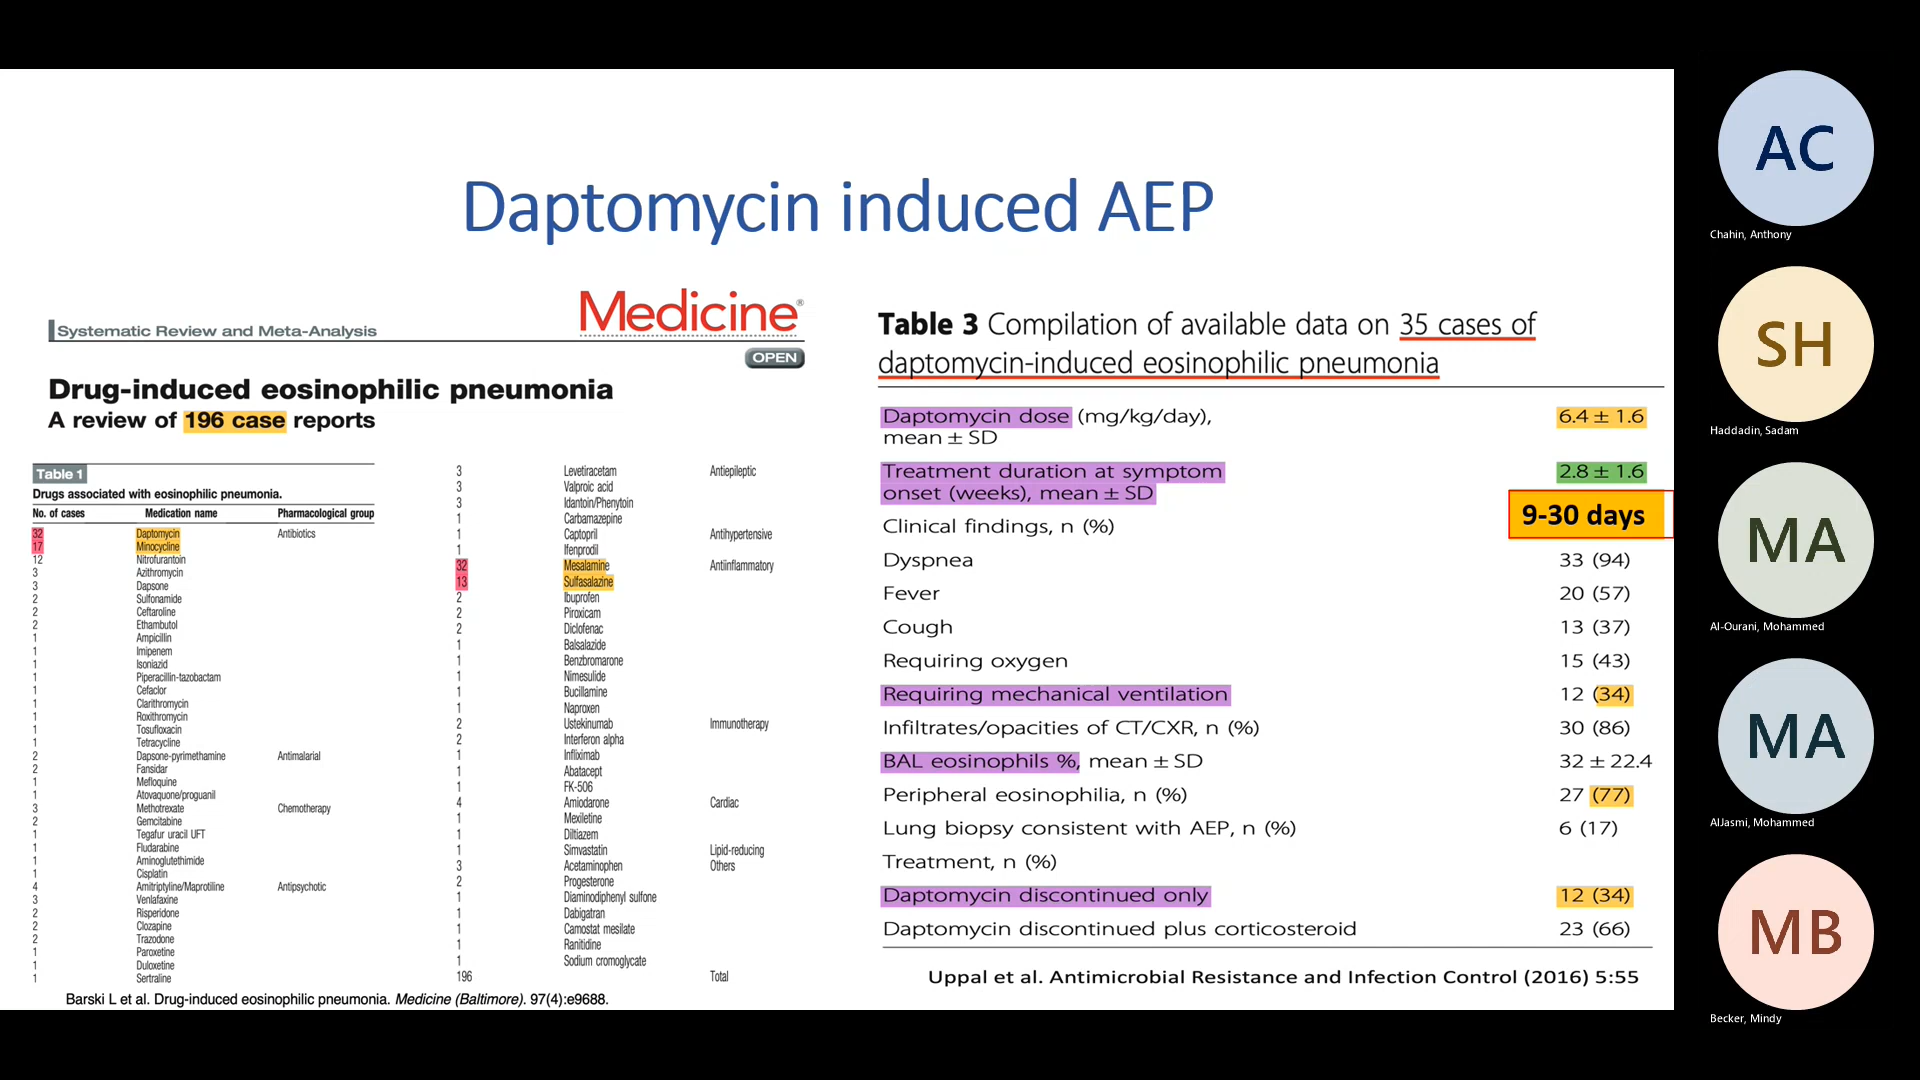 Daptomycin induced AEP
Systematic Review and Meta-Analysis
Medicine®
OPEN
Drug-induced eosinophilic pneumonia
A review of 196 case reports
Table 1
Drugs associated with eosinophilic pneumonia.
No. of cases Medication name Pharmacological group
32 Daptomycin Antibiotics
17 Minocycline
12 Nitrofurantoin
3 Azithromycin
3 Dapsone
2 Sulfonamide
2 Ceftaroline
2 Ethambutol
1 Ampicillin
1 Imipenem
1 Isoniazid
1 Piperacillin-tazobactam
1 Cefaclor
1 Clarithromycin
1 Roxithromycin
1 Tosufloxacin
1 Tetracycline
2 Dapsone-pyrimethamine Antimalarial
2 Fansidar
1 Mefloquine
1 Atovaquone/proguanil
3 Methotrexate Chemotherapy
2 Gemcitabine
1 Tegafur uracil UFT
1 Fludarabine
1 Aminoglutethimide
1 Cisplatin
4 Amitriptyline/Maprotiline Antipsychotic
3 Venlafaxine
2 Risperidone
2 Clozapine
2 Trazodone
1 Paroxetine
1 Duloxetine
1 Sertraline
3 Levetiracetam Antiepileptic
3 Valproic acid
3 Idantoin/Phenytoin
1 Carbamazepine
1 Captopril Antihypertensive
1 Ifenprodil
32 Mesalamine Antiinflammatory
13 Sulfasalazine
2 Ibuprofen
2 Piroxicam
2 Diclofenac
1 Balsalazide
1 Benzbromarone
1 Nimesulide
1 Bucillamine
1 Naproxen
2 Ustekinumab Immunotherapy
2 Interferon alpha
1 Infliximab
1 Abatacept
1 FK-506
4 Amiodarone Cardiac
1 Mexiletine
1 Diltiazem
1 Simvastatin Lipid-reducing
3 Acetaminophen Others
2 Progesterone
1 Diaminodiphenyl sulfone
1 Dabigatran
1 Camostat mesilate
1 Ranitidine
1 Sodium cromoglycate
196 Total
Barski L et al. Drug-induced eosinophilic pneumonia. Medicine (Baltimore). 97(4):e9688.
Table 3 Compilation of available data on 35 cases of
daptomycin-induced eosinophilic pneumonia
Daptomycin dose (mg/kg/day), 6.4 ± 1.6
mean ± SD
Treatment duration at symptom 2.8 ± 1.6
onset (weeks), mean ± SD
9-30 days
Clinical findings, n (%)
Dyspnea 33 (94)
Fever 20 (57)
Cough 13 (37)
Requiring oxygen 15 (43)
Requiring mechanical ventilation 12 (34)
Infiltrates/opacities of CT/CXR, n (%) 30 (86)
BAL eosinophils %, mean ± SD 32 ± 22.4
Peripheral eosinophilia, n (%) 27 (77)
Lung biopsy consistent with AEP, n (%) 6 (17)
Treatment, n (%)
Daptomycin discontinued only 12 (34)
Daptomycin discontinued plus corticosteroid 23 (66)
Uppal et al. Antimicrobial Resistance and Infection Control (2016) 5:55
AC
Chahin, Anthony
SH
Haddadin, Sadam
MA
Al-Ourani, Mohammed
MA
AlJasmi, Mohammed
MB
Becker, Mindy